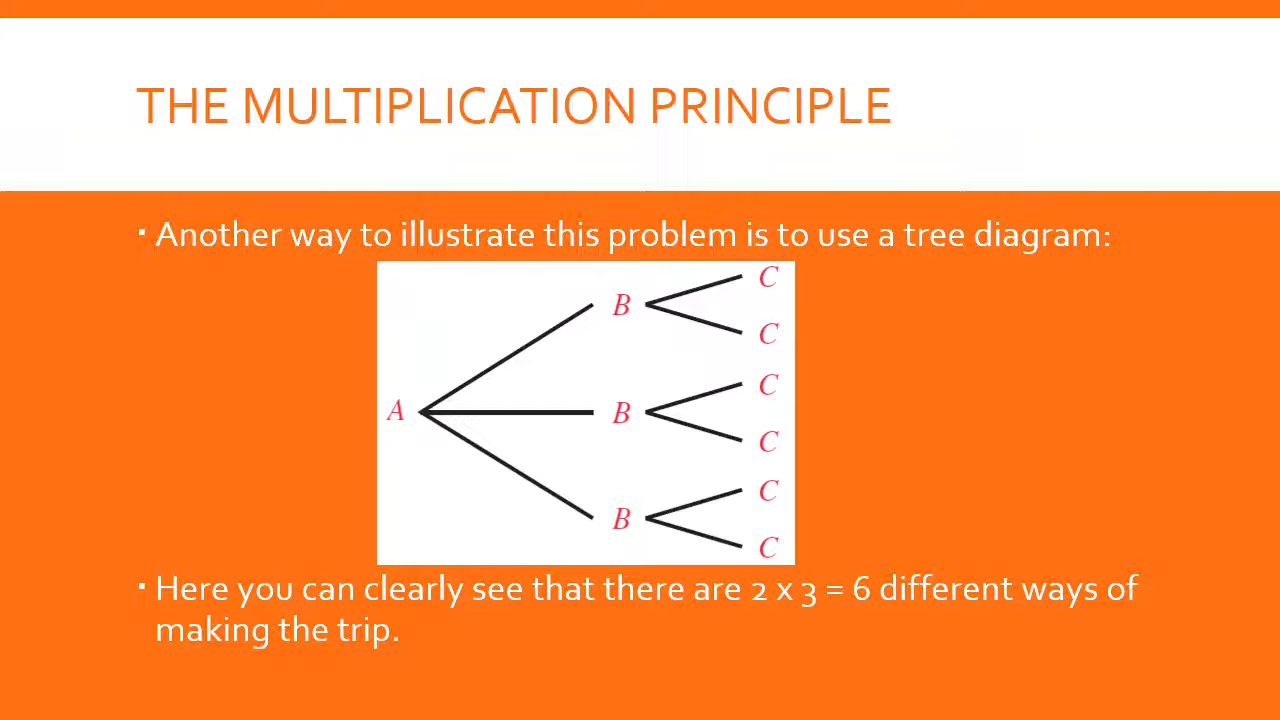 THE MULTIPLICATION PRINCIPLE
▪ Another way to illustrate this problem is to use a tree diagram:
C
B
C
C
A
B
C
C
B
C
▪ Here you can clearly see that there are 2 x 3 = 6 different ways of
making the trip.